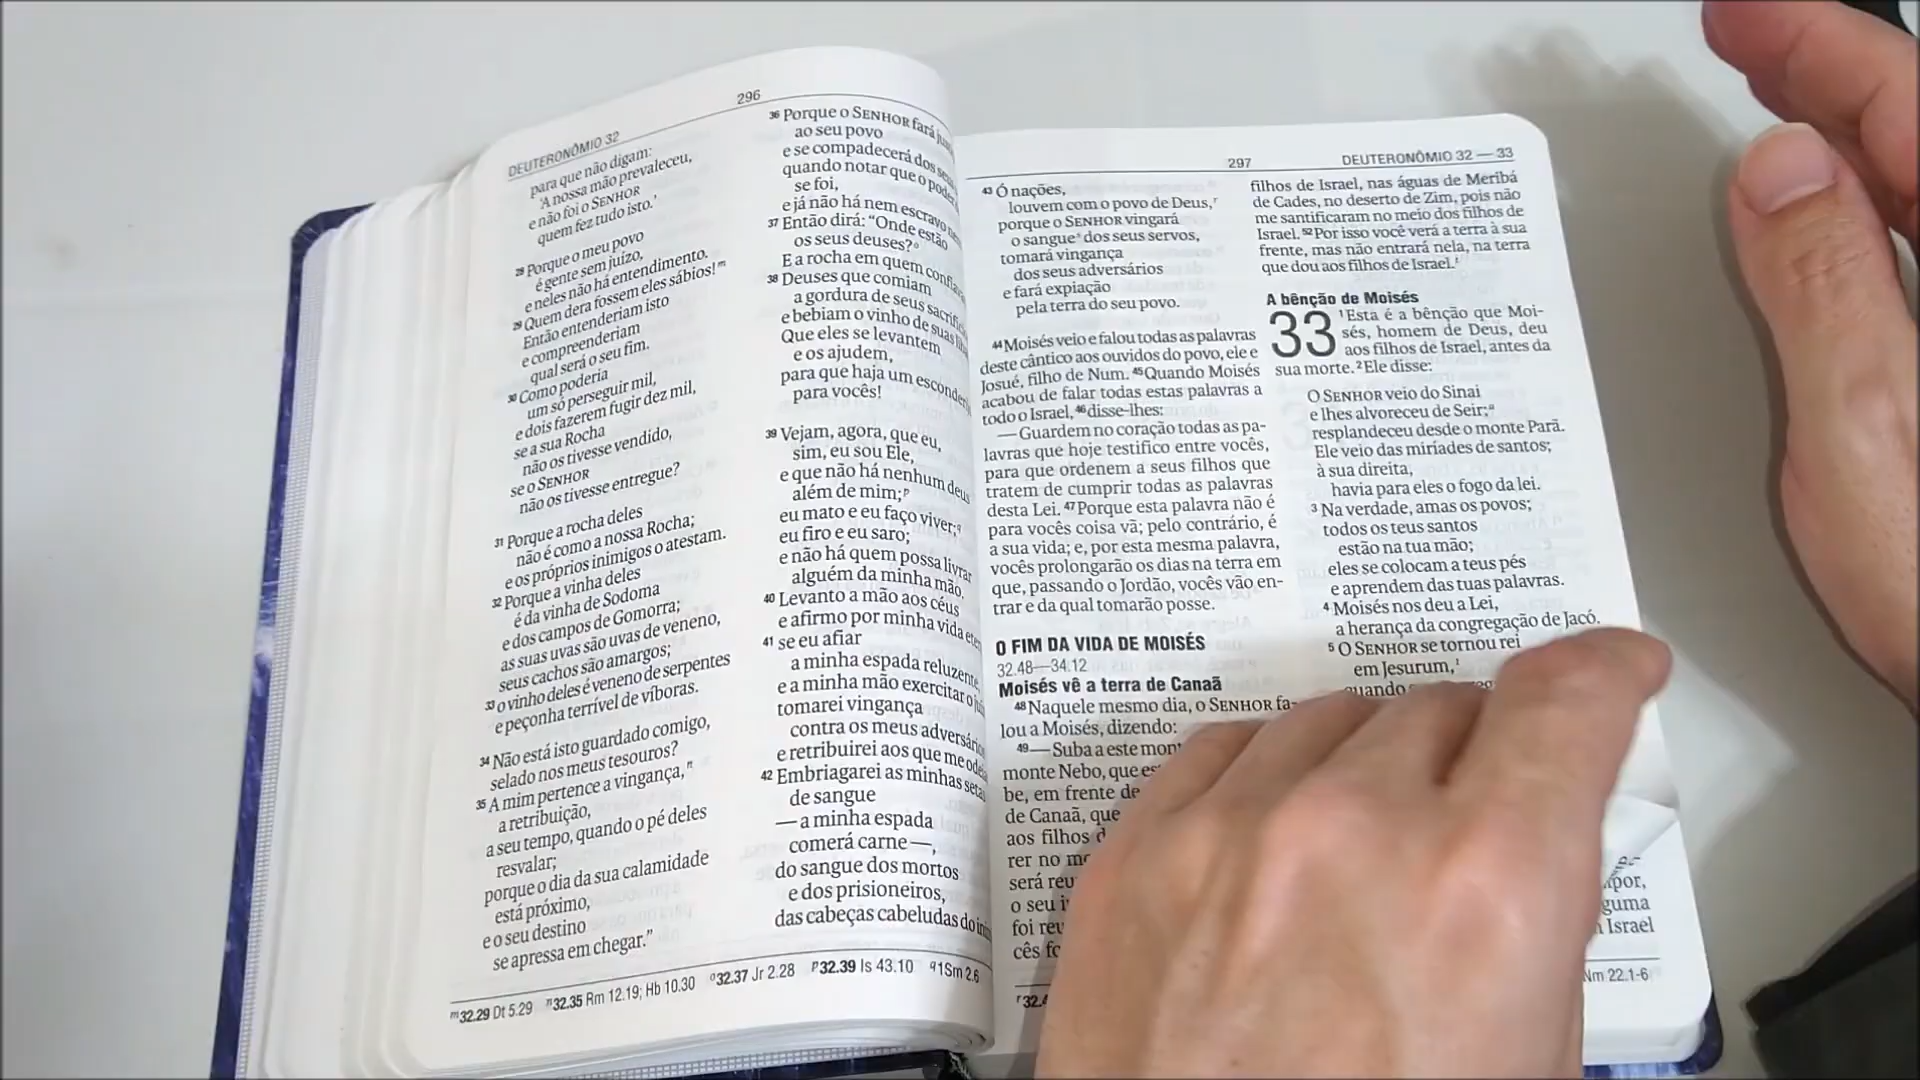 296
DEUTERONÔMIO 32
para que não digam:
'A nossa mão prevaleceu,
e não foi o SENHOR
quem fez tudo isto.'
28 Porque o meu povo
é gente sem juízo,
e neles não há entendimento.
29 Quem dera fossem eles sábios!ᵐ
Então entenderiam isto
e compreenderiam
qual será o seu fim.
30 Como poderia
um só perseguir mil,
e dois fazerem fugir dez mil,
se a sua Rocha
não os tivesse vendido,
se o SENHOR
não os tivesse entregue?
31 Porque a rocha deles
não é como a nossa Rocha;
e os próprios inimigos o atestam.
32 Porque a vinha deles
é da vinha de Sodoma
e dos campos de Gomorra;
as suas uvas são uvas de veneno,
seus cachos são amargos;
33 o vinho deles é veneno de serpentes
e peçonha terrível de víboras.
34 Não está isto guardado comigo,
selado nos meus tesouros?
35 A mim pertence a vingança,ⁿ
a retribuição,
a seu tempo, quando o pé deles
resvalar;
porque o dia da sua calamidade
está próximo,
e o seu destino
se apressa em chegar.”
36 Porque o SENHOR fará
ao seu povo
e se compadecerá dos
quando notar que o
se foi,
e já não há nem escravo
37 Então dirá: “Onde estão
os seus deuses?ᵒ
E a rocha em quem
38 Deuses que comiam
a gordura de seus
e bebiam o vinho de suas
Que eles se levantem
e os ajudem,
para que haja um
para vocês!
39 Vejam, agora, que eu,
sim, eu sou Ele,
e que não há nenhum deus
além de mim;ᵖ
eu mato e eu faço viver;q
eu firo e eu saro;
e não há quem possa livrar
alguém da minha mão.
40 Levanto a mão aos céus
e afirmo por minha vida
41 se eu afiar
a minha espada reluzente,
e a minha mão exercitar o
tomarei vingança
contra os meus
e retribuirei aos que me
42 Embriagarei as minhas setas
de sangue
— a minha espada
comerá carne —,
do sangue dos mortos
e dos prisioneiros,
das cabeças cabeludas do
ᵐ32.29 Dt 5.29 ⁿ32.35 Rm 12.19; Hb 10.30 ᵒ32.37 Jr 2.28 ᵖ32.39 Is 43.10 q1Sm 2.6
297
DEUTERONÔMIO 32 — 33
43 Ó nações,
louvem com o povo de Deus,ʳ
porque o SENHOR vingará
o sangueˢ dos seus servos,
tomará vingança
dos seus adversários
e fará expiação
pela terra do seu povo.
44 Moisés veio e falou todas as palavras
deste cântico aos ouvidos do povo, ele e
Josué, filho de Num. 45 Quando Moisés
acabou de falar todas estas palavras a
todo o Israel, 46 disse-lhes:
— Guardem no coração todas as pa-
lavras que hoje testifico entre vocês,
para que ordenem a seus filhos que
tratem de cumprir todas as palavras
desta Lei. 47 Porque esta palavra não é
para vocês coisa vã; pelo contrário, é
a sua vida; e, por esta mesma palavra,
vocês prolongarão os dias na terra em
que, passando o Jordão, vocês vão en-
trar e da qual tomarão posse.
O FIM DA VIDA DE MOISÉS
32.48—34.12
Moisés vê a terra de Canaã
48 Naquele mesmo dia, o SENHOR fa-
lou a Moisés, dizendo:
49 — Suba a este
monte Nebo, que
be, em frente de
de Canaã, que
aos filhos
rer no
será
o seu
foi
cês
filhos de Israel, nas águas de Meribá
de Cades, no deserto de Zim, pois não
me santificaram no meio dos filhos de
Israel. 52 Por isso você verá a terra à sua
frente, mas não entrará nela, na terra
que dou aos filhos de Israel.ᵗ
A bênção de Moisés
33 1 Esta é a bênção que Moi-
sés, homem de Deus, deu
aos filhos de Israel, antes da
sua morte. 2 Ele disse:
O SENHOR veio do Sinai
e lhes alvoreceu de Seir;ᵘ
resplandeceu desde o monte Parã.
Ele veio das miríades de santos;
à sua direita,
havia para eles o fogo da lei.
3 Na verdade, amas os povos;
todos os teus santos
estão na tua mão;
eles se colocam a teus pés
e aprendem das tuas palavras.
4 Moisés nos deu a Lei,
a herança da congregação de Jacó.
5 O SENHOR se tornou rei
em Jesurum,¹
quando
por,
guma
Israel
Nm 22.1-6